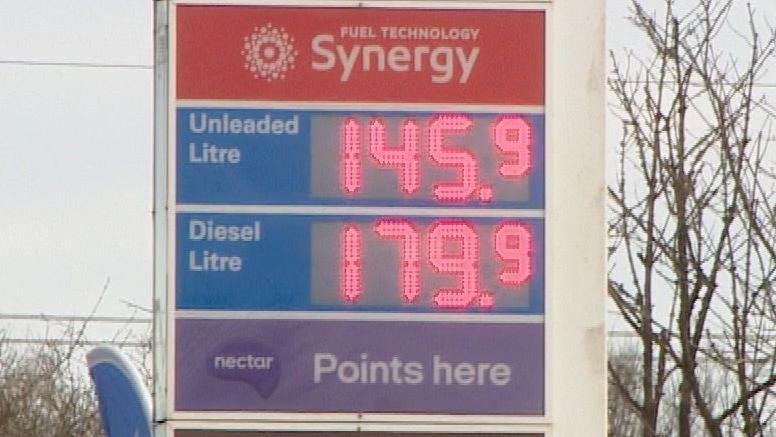 FUEL TECHNOLOGY
Synergy
Unleaded
Litre
145.9
Diesel
Litre
179.9
nectar
Points here